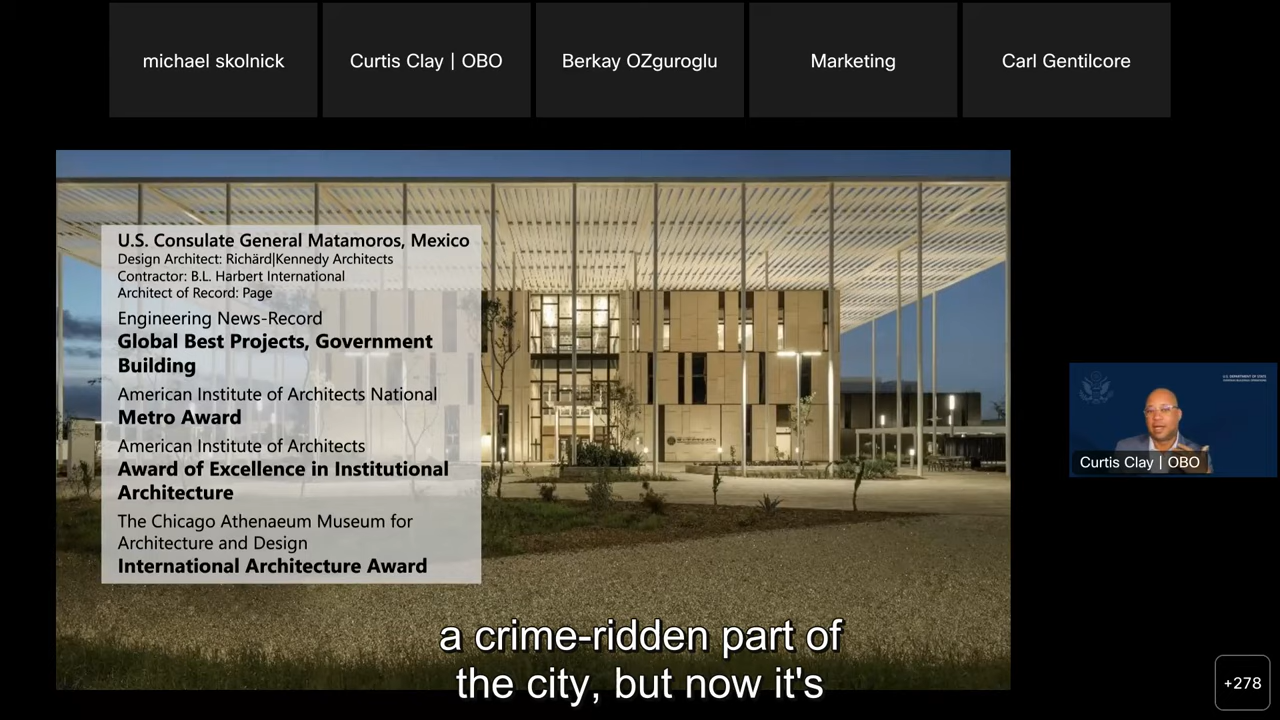 michael skolnick
Curtis Clay | OBO
Berkay OZguroglu
Marketing
Carl Gentilcore
U.S. Consulate General Matamoros, Mexico
Design Architect: Richärd|Kennedy Architects
Contractor: B.L. Harbert International
Architect of Record: Page
Engineering News-Record
Global Best Projects, Government
Building
American Institute of Architects National
Metro Award
American Institute of Architects
Award of Excellence in Institutional
Architecture
The Chicago Athenaeum Museum for
Architecture and Design
International Architecture Award
U.S. DEPARTMENT OF STATE
Curtis Clay | OBO
a crime-ridden part of
the city, but now it's
+278